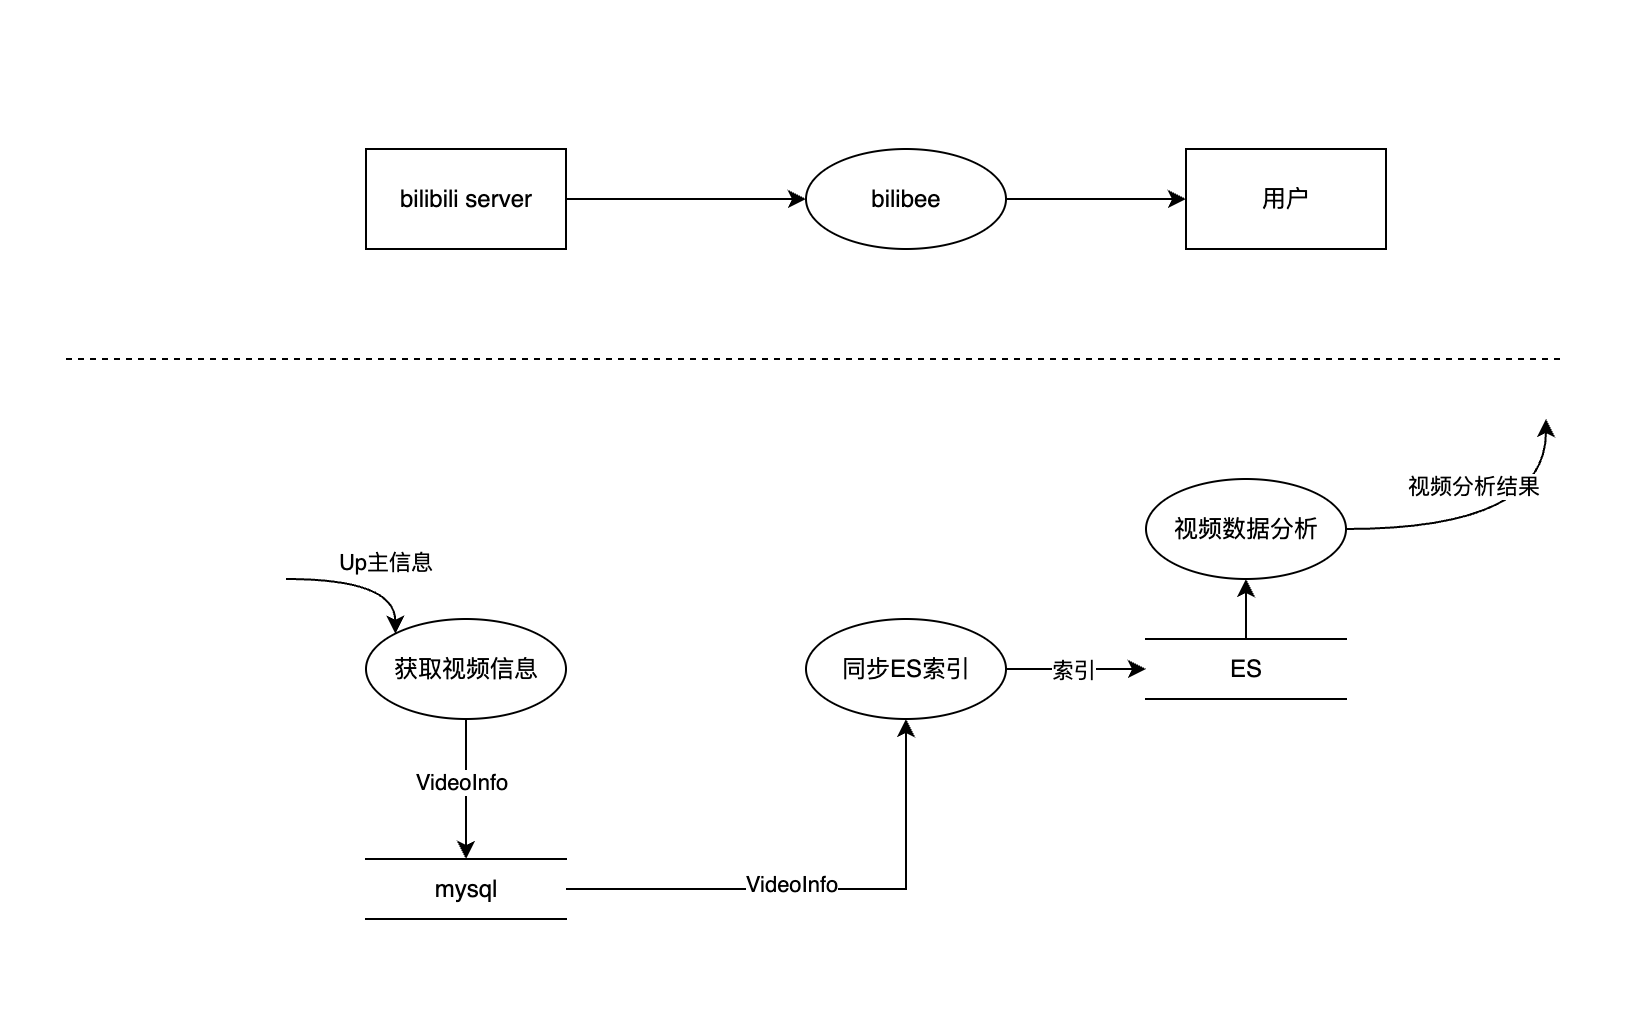 bilibili server
bilibee
用户
视频分析结果
视频数据分析
Up主信息
获取视频信息
同步ES索引
索引
ES
VideoInfo
mysql
VideoInfo